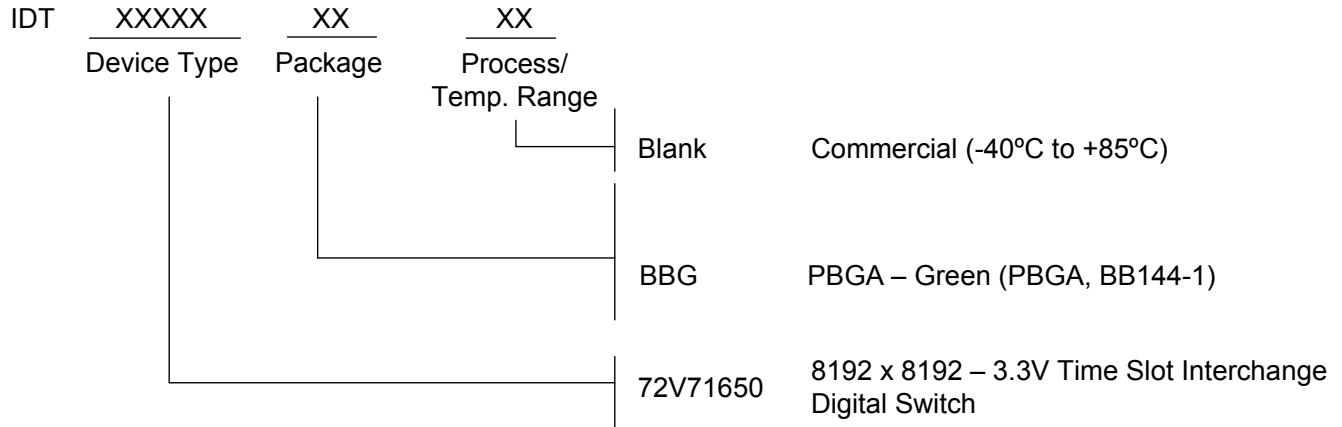 IDT XXXXX XX XX
Device Type Package Process/
Temp. Range
Blank Commercial (-40ºC to +85ºC)
BBG PBGA – Green (PBGA, BB144-1)
72V71650 8192 x 8192 – 3.3V Time Slot Interchange
Digital Switch